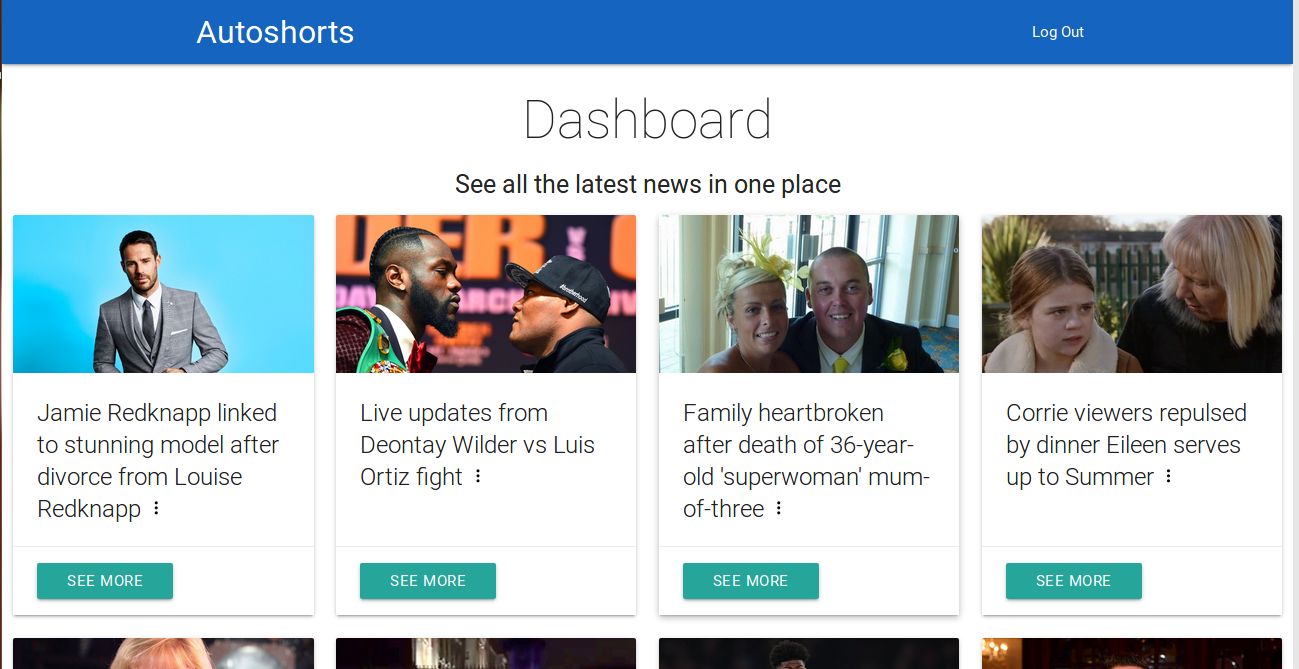 Autoshorts
Log Out
Dashboard
See all the latest news in one place
Jamie Redknapp linked
to stunning model after
divorce from Louise
Redknapp
SEE MORE
Live updates from
Deontay Wilder vs Luis
Ortiz fight
SEE MORE
Family heartbroken
after death of 36-year-
old 'superwoman' mum-
of-three
SEE MORE
Corrie viewers repulsed
by dinner Eileen serves
up to Summer
SEE MORE